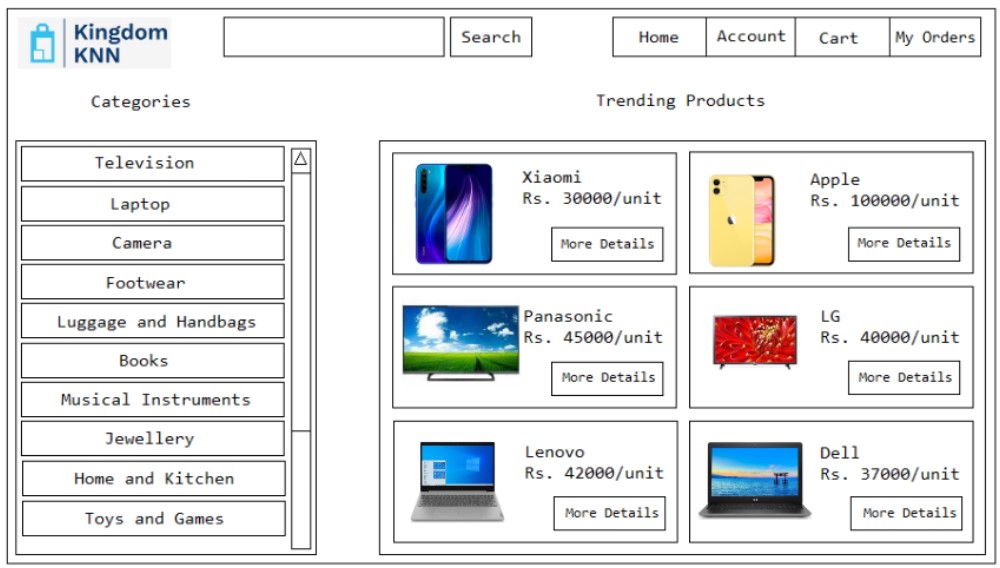 Kingdom
KNN
Search
Home
Account
Cart
My Orders
Categories
Trending Products
Television
Laptop
Camera
Footwear
Luggage and Handbags
Books
Musical Instruments
Jewellery
Home and Kitchen
Toys and Games
Xiaomi
Rs. 30000/unit
More Details
Apple
Rs. 100000/unit
More Details
Panasonic
Rs. 45000/unit
More Details
LG
Rs. 40000/unit
More Details
Lenovo
Rs. 42000/unit
More Details
Dell
Rs. 37000/unit
More Details